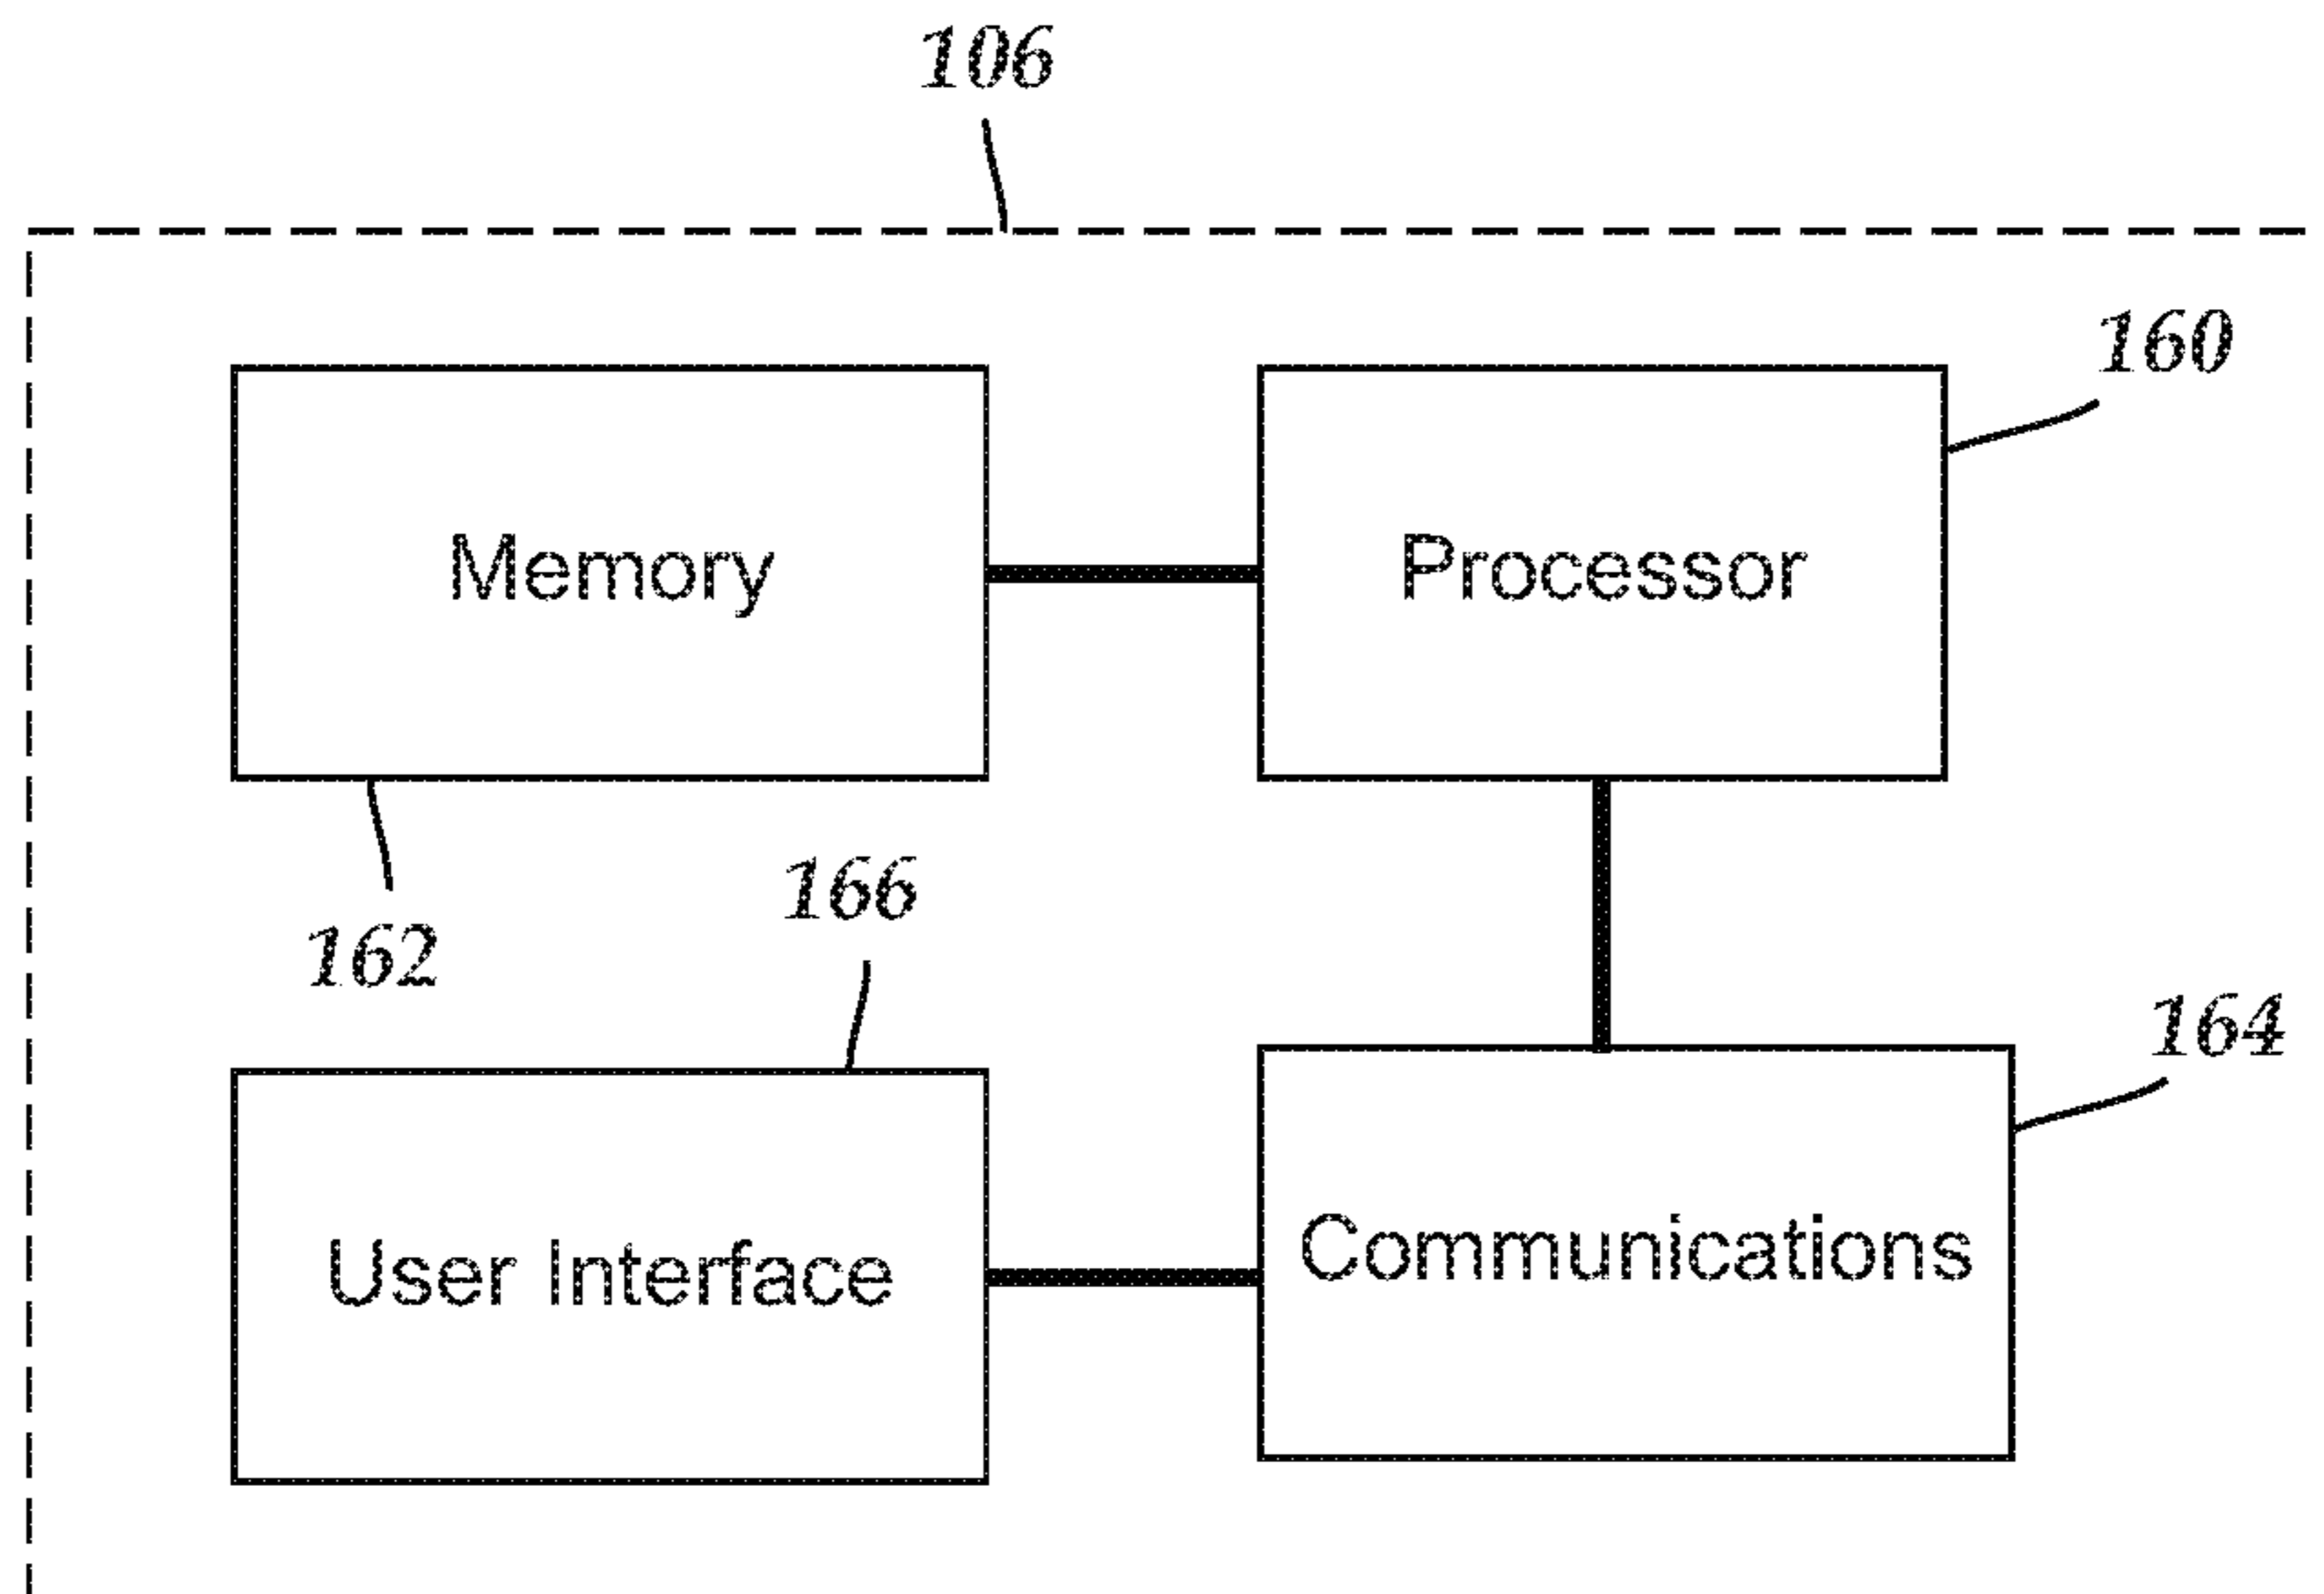 106
160
Memory
Processor
162
166
164
User Interface
Communications